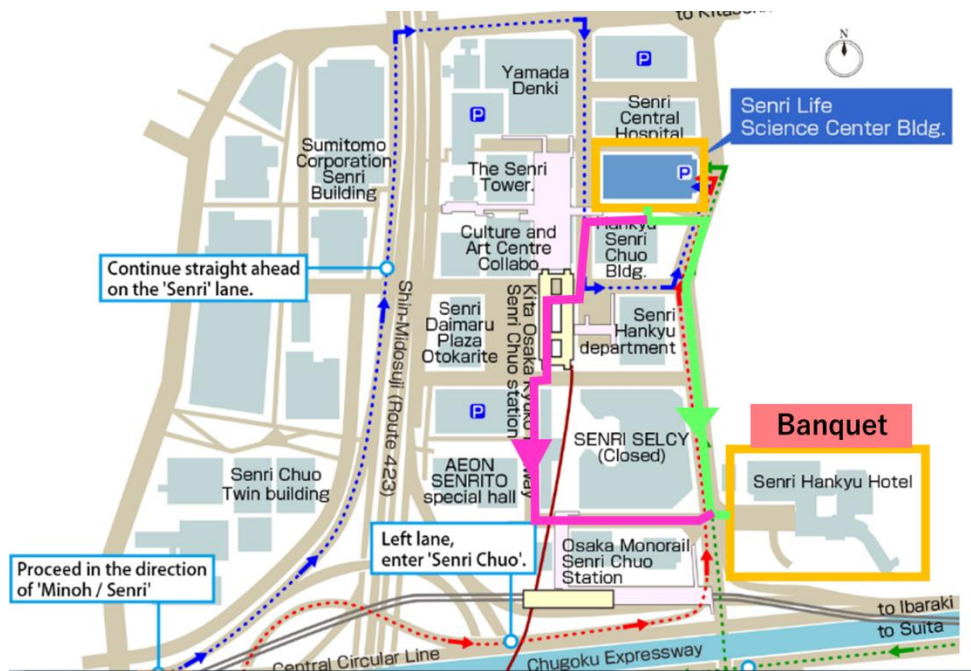 to Kitasenri
N
Yamada
Denki
P
P
Senri
Central
Hospital
Senri Life
Science Center Bldg.
Sumitomo
Corporation
Senri
Building
The Senri
Tower.
P
Culture and
Art Centre
Collabo
Hankyu
Senri
Chuo
Bldg.
Continue straight ahead
on the 'Senri' lane.
Shin-Midosuji (Route 423)
Senri
Daimaru
Plaza
Otokarite
Kita Osaka Kyuko Railway
Senri Chuo station
Senri
Hankyu
department
P
Banquet
SENRI SELCY
(Closed)
Senri Chuo
Twin building
AEON
SENRITO
special hall
Senri Hankyu Hotel
Left lane,
enter 'Senri Chuo'.
Osaka Monorail
Senri Chuo
Station
Proceed in the direction
of 'Minoh / Senri'
to Ibaraki
to Suita
Central Circular Line
Chugoku Expressway